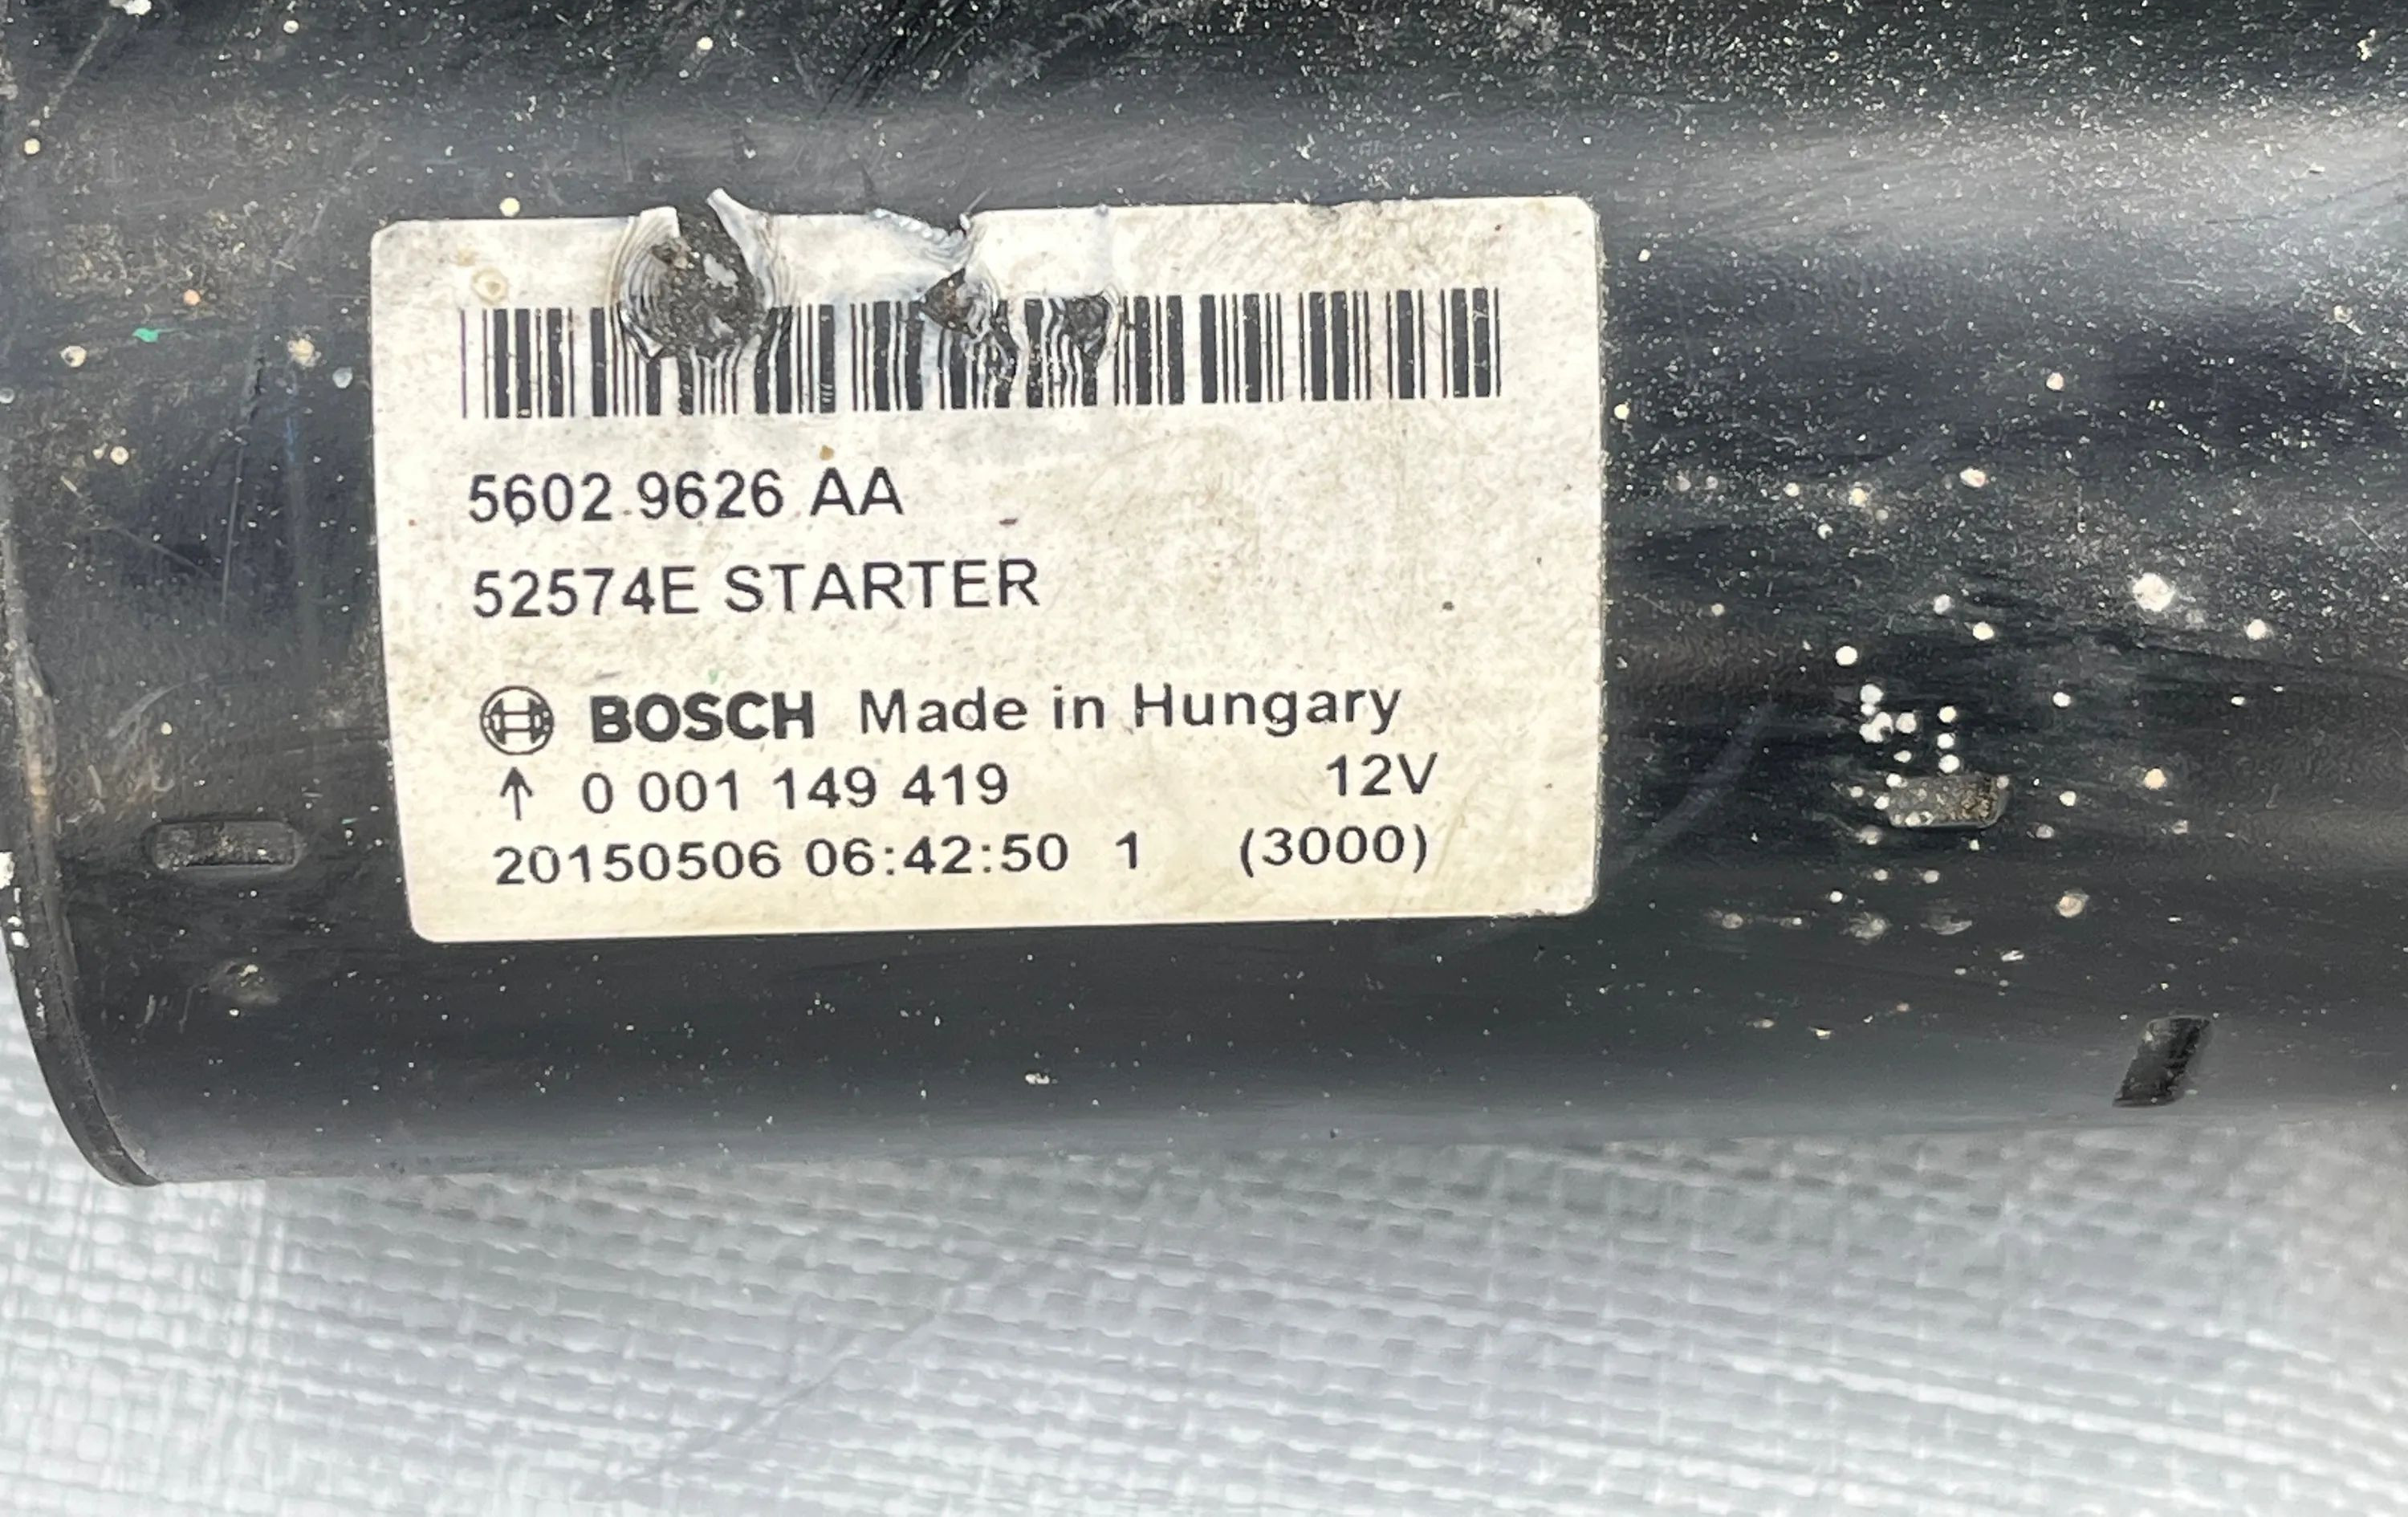 5602 9626 AA
52574E STARTER
BOSCH Made in Hungary
↑ 0 001 149 419 12V
20150506 06:42:50 1 (3000)